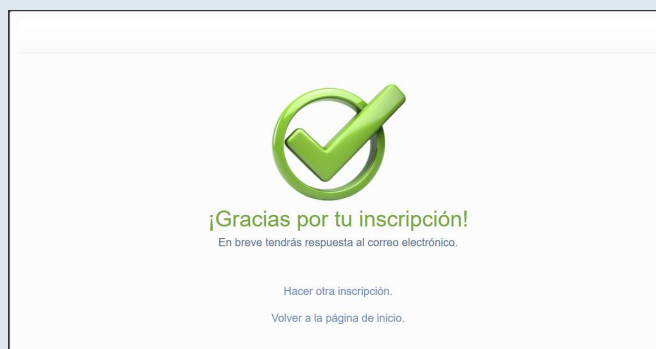 ¡Gracias por tu inscripción!
En breve tendrás respuesta al correo electrónico.
Hacer otra inscripción.
Volver a la página de inicio.